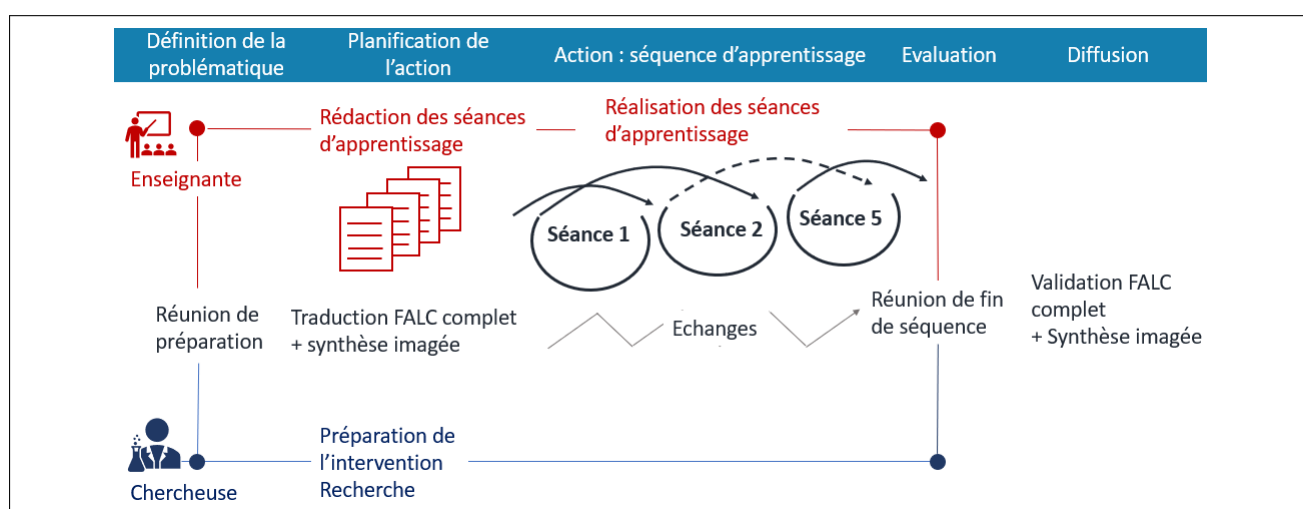 Définition de la
problématique
Planification de
l’action
Action : séquence d’apprentissage
Evaluation
Diffusion
Enseignante
Rédaction des séances
d’apprentissage
Réalisation des séances
d’apprentissage
Séance 1
Séance 2
Séance 5
Réunion de
préparation
Traduction FALC complet
+ synthèse imagée
Echanges
Réunion de fin
de séquence
Validation FALC
complet
+ Synthèse imagée
Chercheuse
Préparation de
l’intervention
Recherche